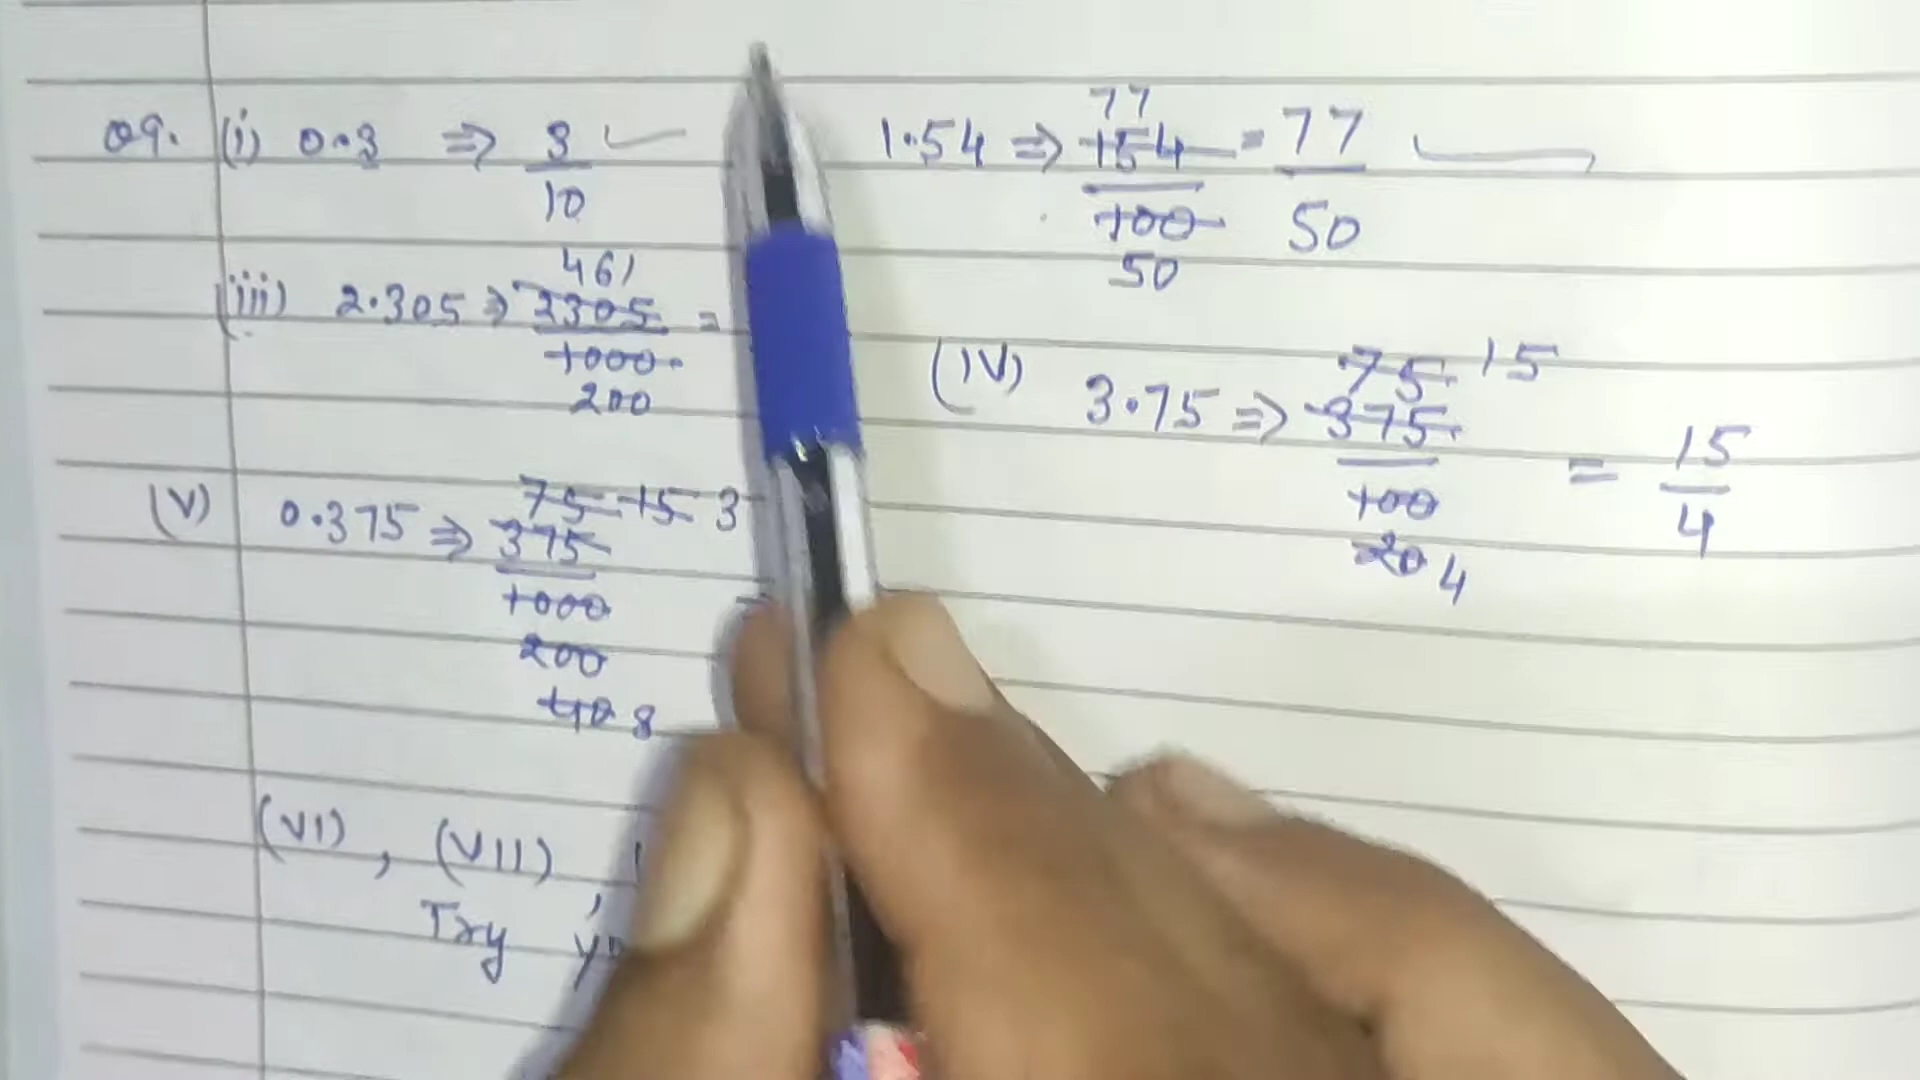 Q9. (i) 0.3 ⇒ 3/10
1.54 ⇒ 154/100 = 77/50
77
50
(iii) 2.305 ⇒ 2305/1000 =
461
200
(IV) 3.75 ⇒ 375/100 = 15/4
75 15
20 4
(V) 0.375 ⇒ 375/1000
75 15 3
200
40 8
(VI), (VII),
Try